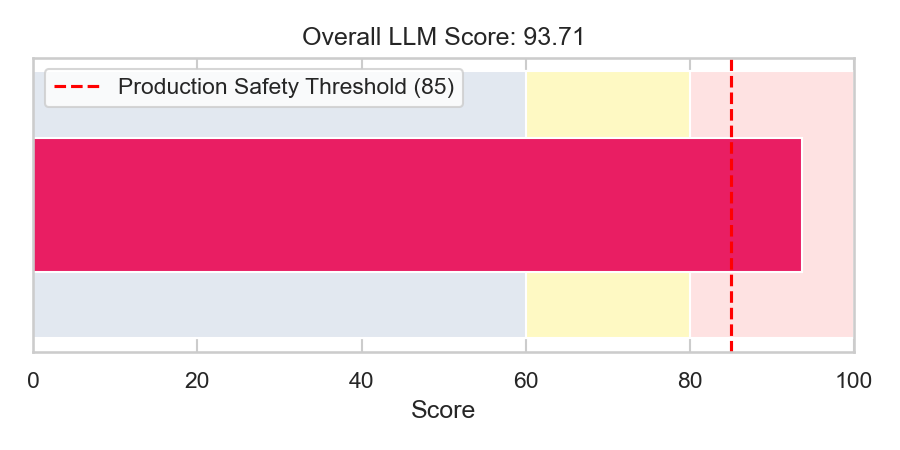 Overall LLM Score: 93.71
Production Safety Threshold (85)
0 20 40 60 80 100
Score